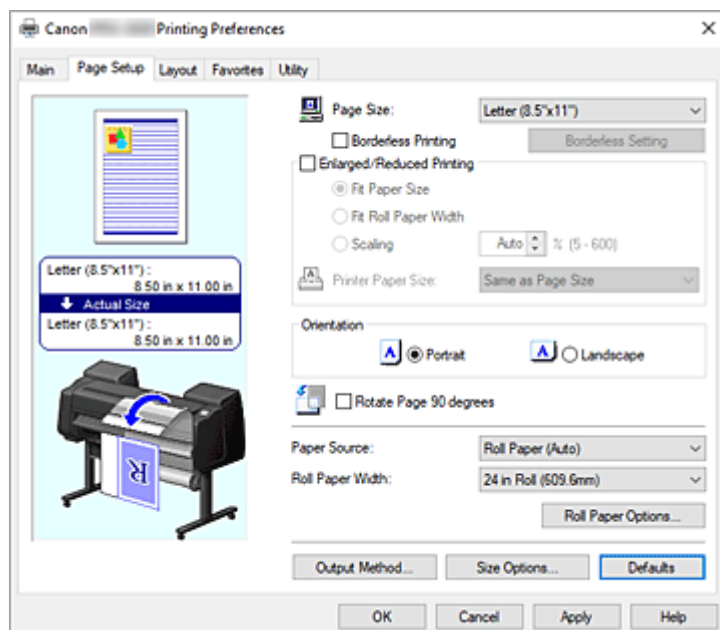 Canon Printing Preferences
Main Page Setup Layout Favorites Utility
Page Size: Letter (8.5"x11")
Borderless Printing Borderless Setting
Enlarged/Reduced Printing
Fit Paper Size
Fit Roll Paper Width
Scaling Auto % (5 - 600)
Printer Paper Size: Same as Page Size
Letter (8.5"x11") :
8.50 in x 11.00 in
Actual Size
Letter (8.5"x11") :
8.50 in x 11.00 in
Orientation
A Portrait A Landscape
Rotate Page 90 degrees
R
Paper Source: Roll Paper (Auto)
Roll Paper Width: 24 in Roll (609.6mm)
Roll Paper Options...
Output Method... Size Options... Defaults
OK Cancel Apply Help